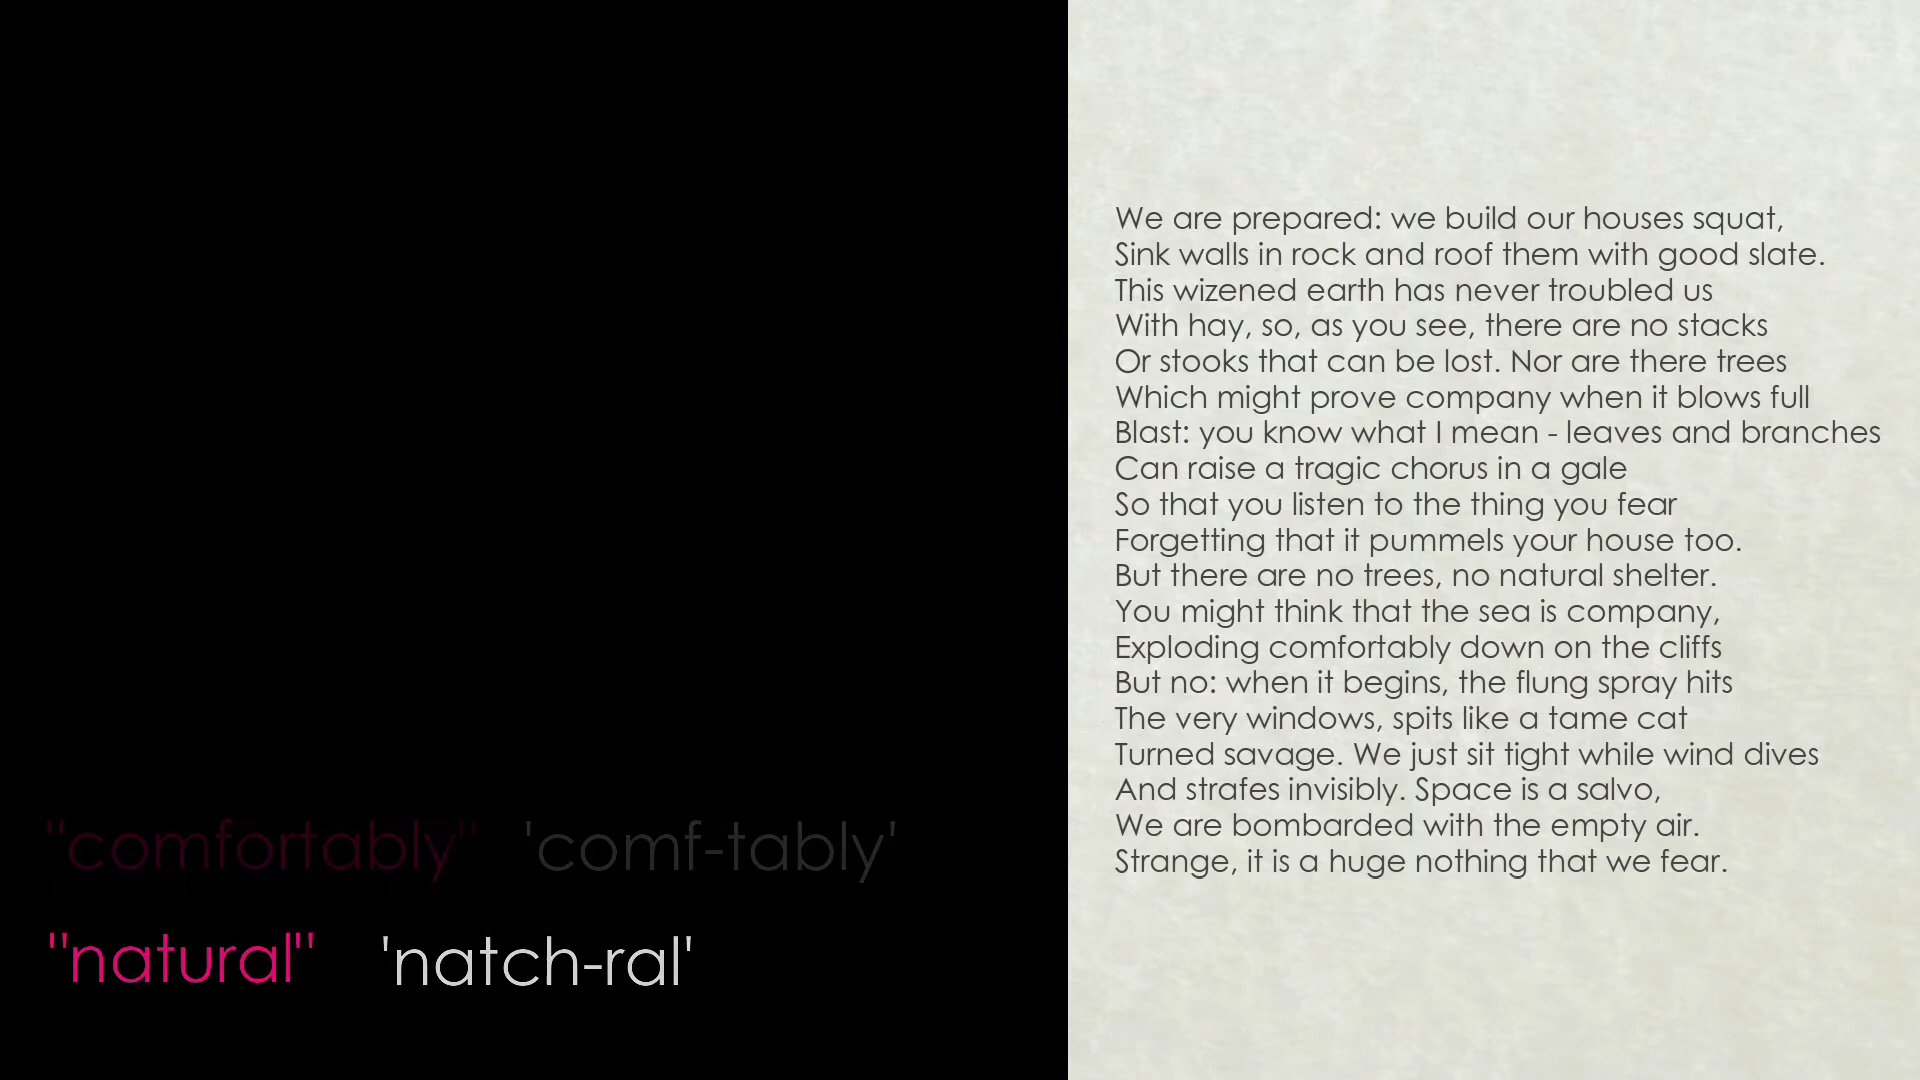 "comfortably" 'comf-tably'
"natural" 'natch-ral'
We are prepared: we build our houses squat,
Sink walls in rock and roof them with good slate.
This wizened earth has never troubled us
With hay, so, as you see, there are no stacks
Or stooks that can be lost. Nor are there trees
Which might prove company when it blows full
Blast: you know what I mean - leaves and branches
Can raise a tragic chorus in a gale
So that you listen to the thing you fear
Forgetting that it pummels your house too.
But there are no trees, no natural shelter.
You might think that the sea is company,
Exploding comfortably down on the cliffs
But no: when it begins, the flung spray hits
The very windows, spits like a tame cat
Turned savage. We just sit tight while wind dives
And strafes invisibly. Space is a salvo,
We are bombarded with the empty air.
Strange, it is a huge nothing that we fear.